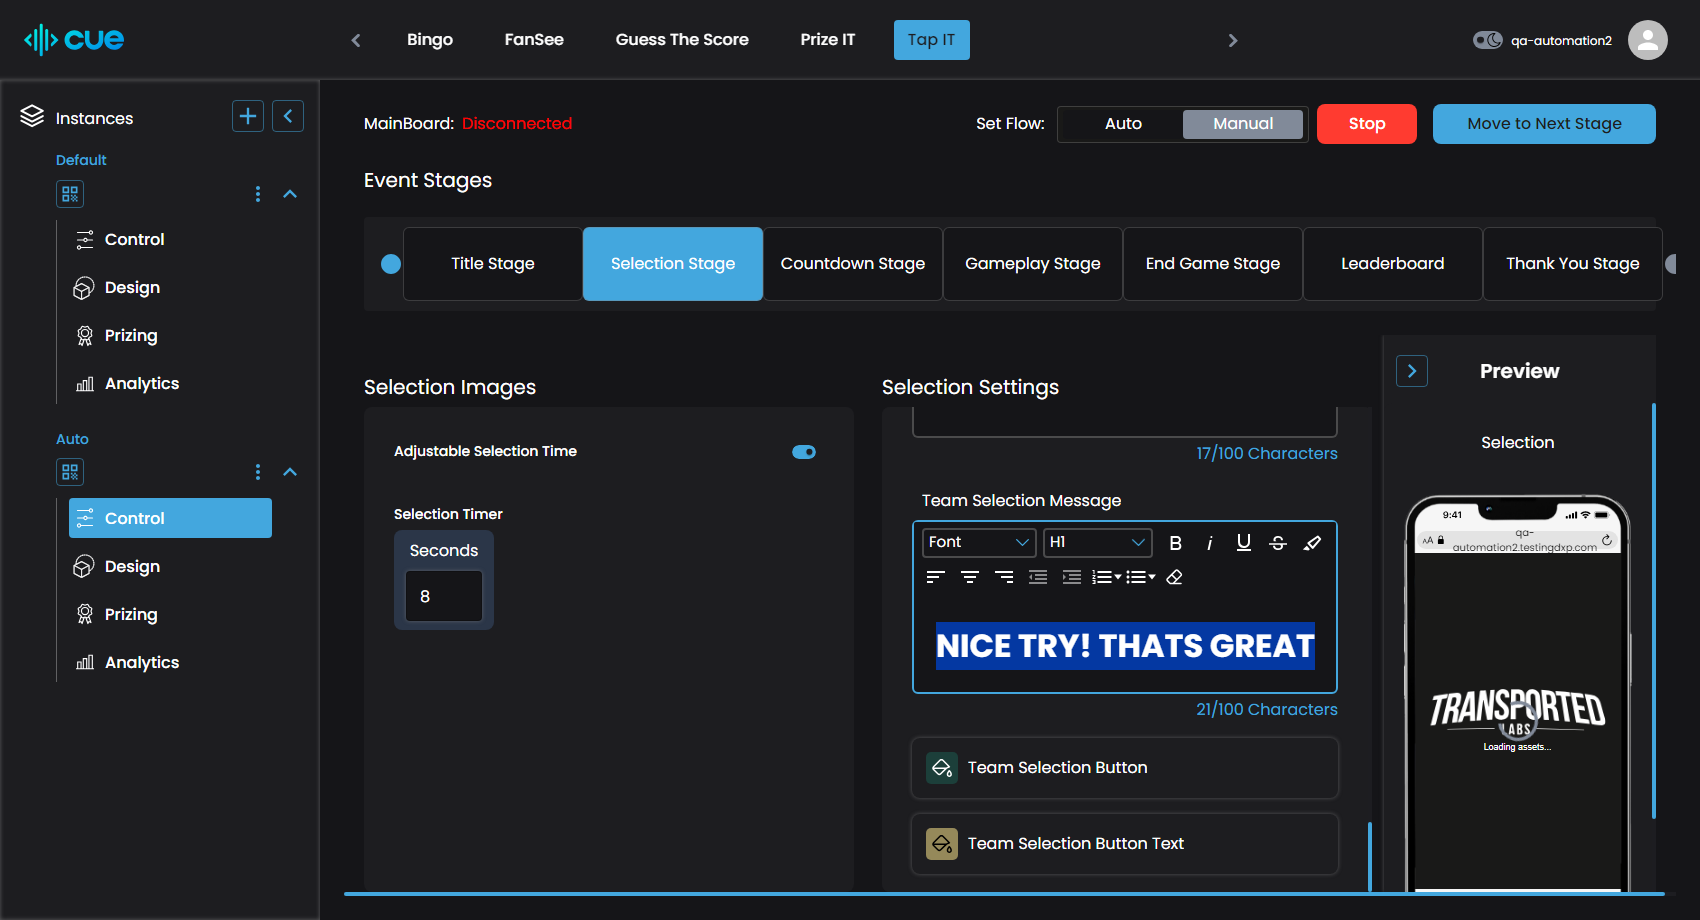 cue
Bingo
FanSee
Guess The Score
Prize IT
Tap IT
qa-automation2
Instances
Default
Control
Design
Prizing
Analytics
Auto
Control
Design
Prizing
Analytics
MainBoard: Disconnected
Set Flow:
Auto
Manual
Stop
Move to Next Stage
Event Stages
Title Stage
Selection Stage
Countdown Stage
Gameplay Stage
End Game Stage
Leaderboard
Thank You Stage
Selection Images
Adjustable Selection Time
Selection Timer
Seconds
8
Selection Settings
17/100 Characters
Team Selection Message
Font
H1
B
i
U
S
NICE TRY! THATS GREAT
21/100 Characters
Team Selection Button
Team Selection Button Text
Preview
Selection
9:41
AA
qa-
automation2.testingdxp.com
TRANSPORTED
LABS
Loading assets...